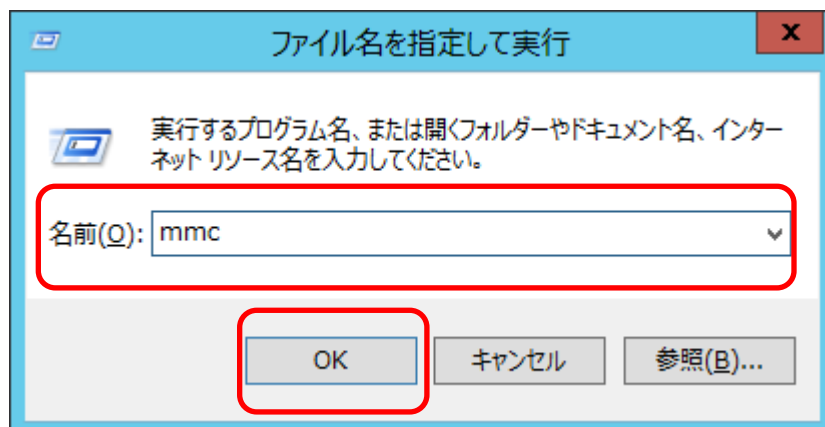 ファイル名を指定して実行
x
実行するプログラム名、または開くフォルダーやドキュメント名、インター
ネット リソース名を入力してください。
名前(O): mmc
OK キャンセル 参照(B)...